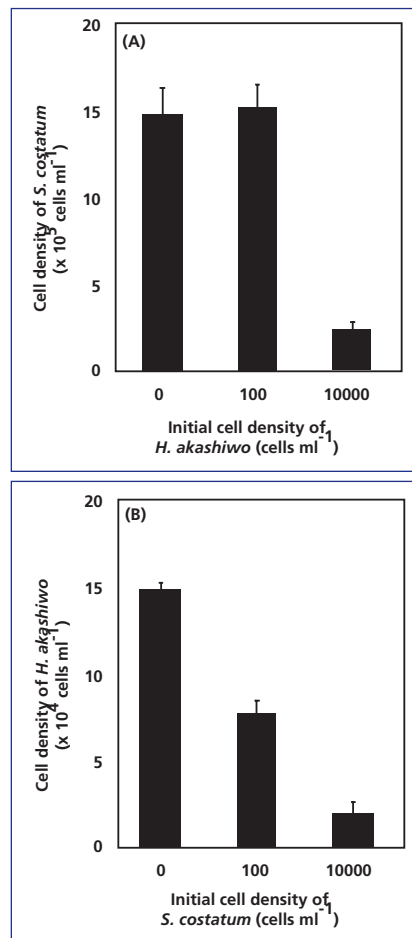 (A)
20
15
10
5
0
Cell density of S. costatum
(x 10⁵ cells ml⁻¹)
0 100 10000
Initial cell density of
H. akashiwo (cells ml⁻¹)
(B)
20
15
10
5
0
Cell density of H. akashiwo
(x 10⁴ cells ml⁻¹)
0 100 10000
Initial cell density of
S. costatum (cells ml⁻¹)